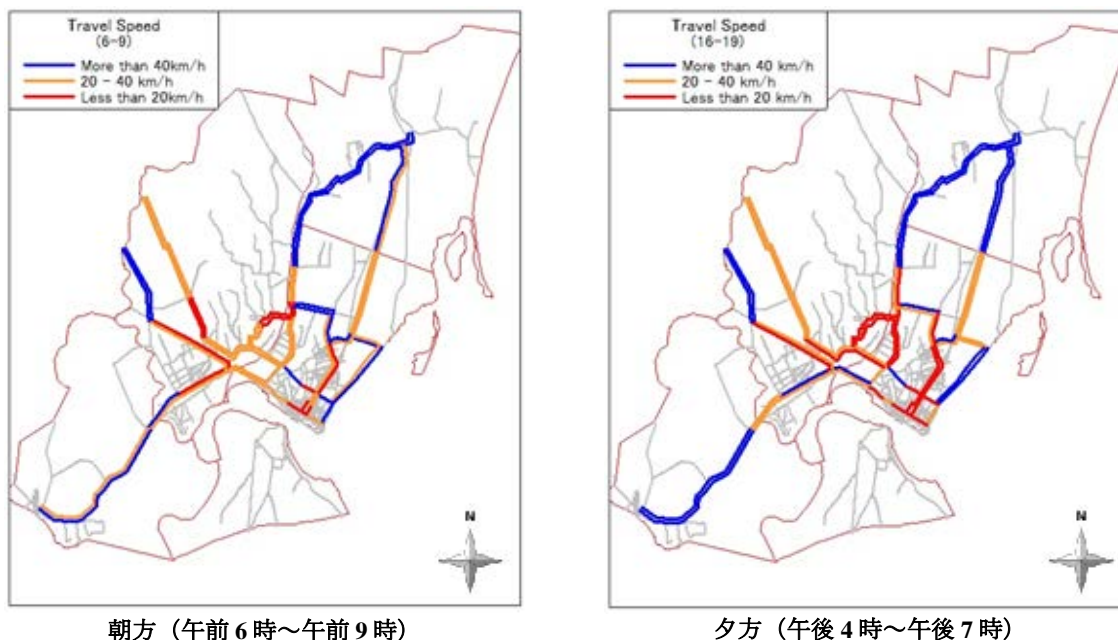 Travel Speed
(6-9)
More than 40km/h
20 - 40 km/h
Less than 20km/h
N
朝方（午前6時～午前9時）
Travel Speed
(16-19)
More than 40 km/h
20 - 40 km/h
Less than 20 km/h
N
夕方（午後4時～午後7時）